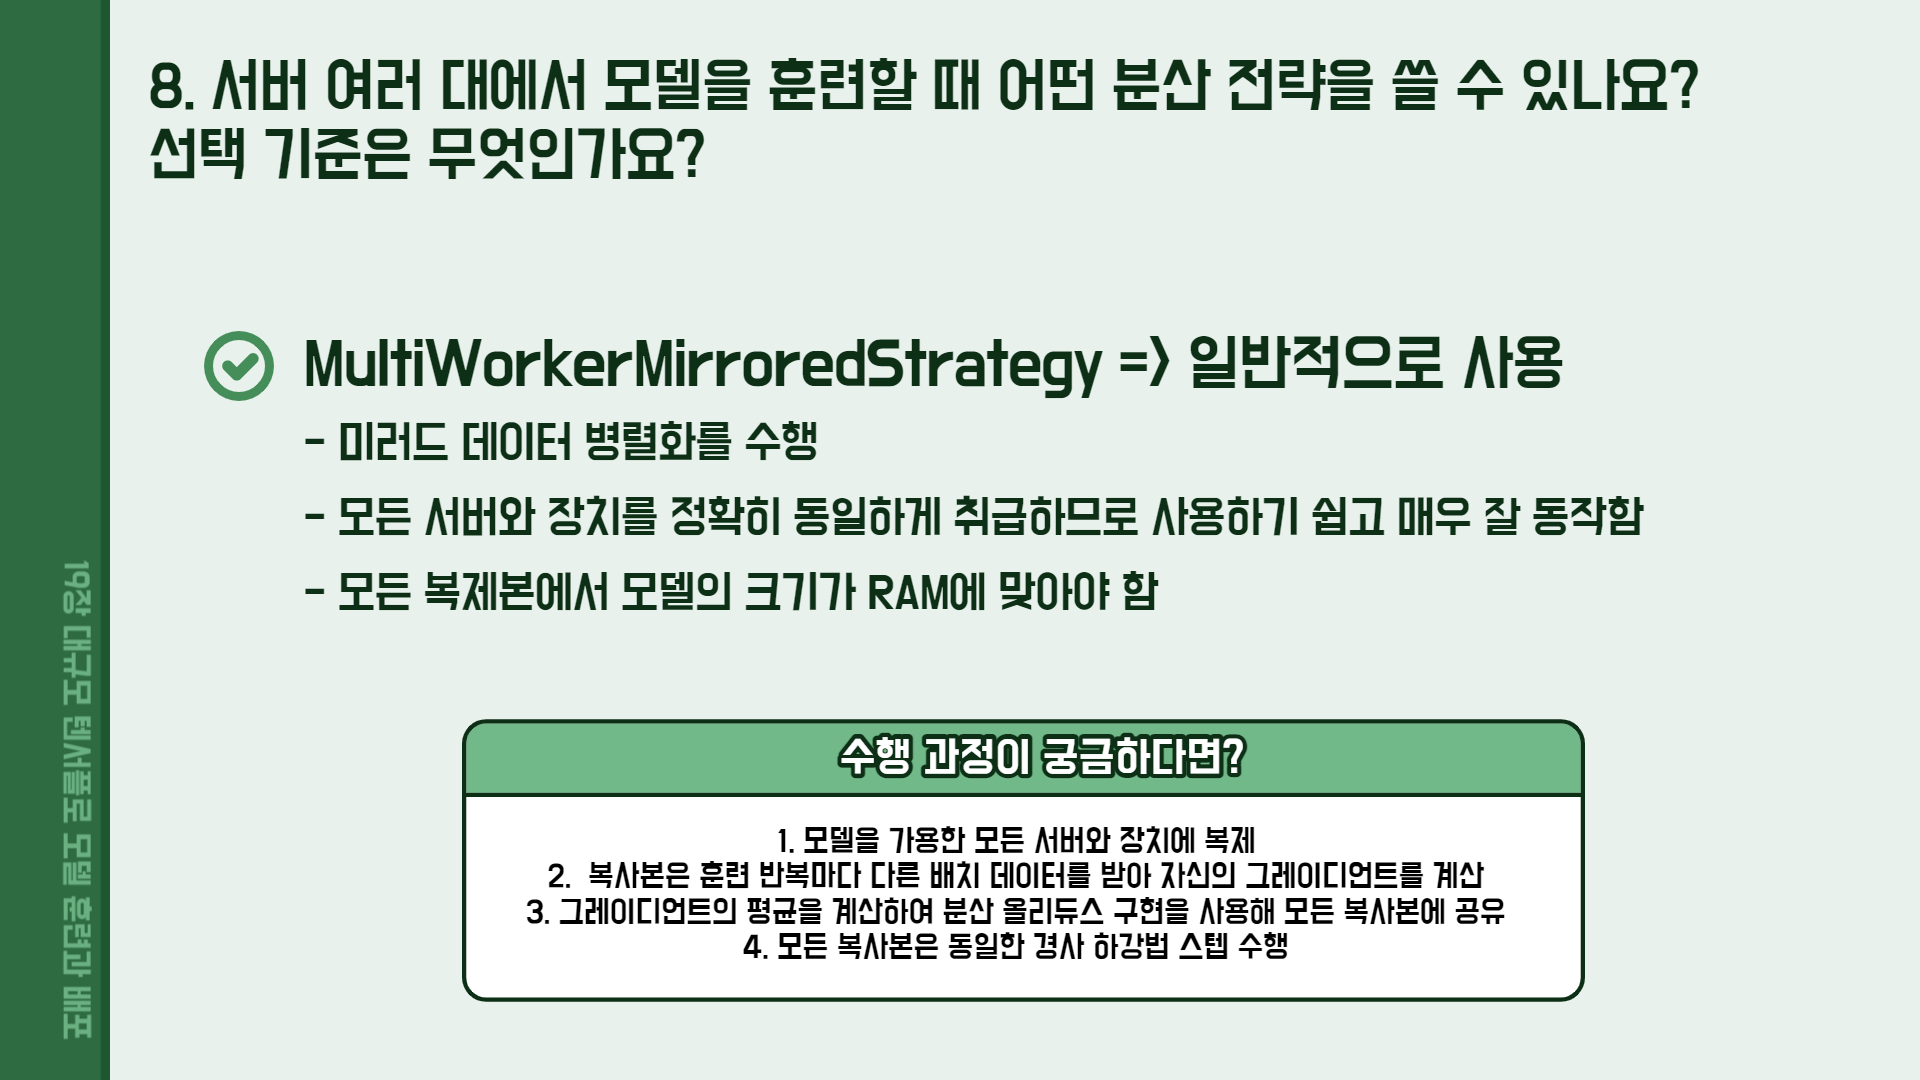 8. 서버 여러 대에서 모델을 훈련할 때 어떤 분산 전략을 쓸 수 있나요?
선택 기준은 무엇인가요?
MultiWorkerMirroredStrategy => 일반적으로 사용
- 미러드 데이터 병렬화를 수행
- 모든 서버와 장치를 정확히 동일하게 취급하므로 사용하기 쉽고 매우 잘 동작함
- 모든 복제본에서 모델의 크기가 RAM에 맞아야 함
수행 과정이 궁금하다면?
1. 모델을 가용한 모든 서버와 장치에 복제
2. 복사본은 훈련 반복마다 다른 배치 데이터를 받아 자신의 그레이디언트를 계산
3. 그레이디언트의 평균을 계산하여 분산 올리듀스 구현을 사용해 모든 복사본에 공유
4. 모든 복사본은 동일한 경사 하강법 스텝 수행
19장 대규모 텐서플로 모델 훈련과 배포